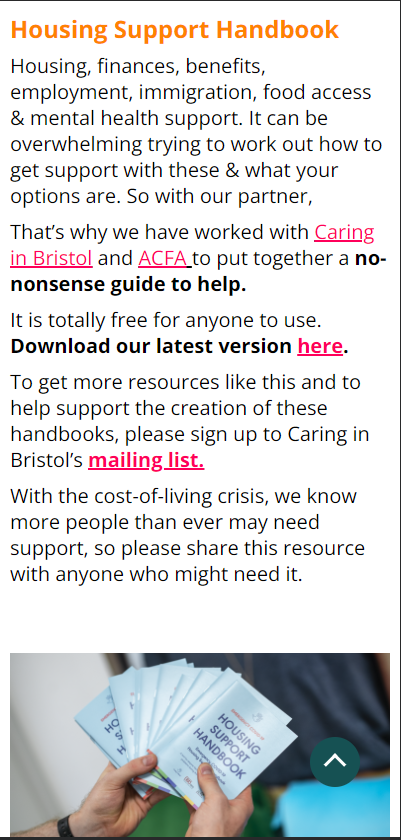 Housing Support Handbook
Housing, finances, benefits,
employment, immigration, food access
& mental health support. It can be
overwhelming trying to work out how to
get support with these & what your
options are. So with our partner,
That’s why we have worked with Caring
in Bristol and ACFA to put together a no-
nonsense guide to help.
It is totally free for anyone to use.
Download our latest version here.
To get more resources like this and to
help support the creation of these
handbooks, please sign up to Caring in
Bristol’s mailing list.
With the cost-of-living crisis, we know
more people than ever may need
support, so please share this resource
with anyone who might need it.
HOUSING
SUPPORT
HANDBOOK